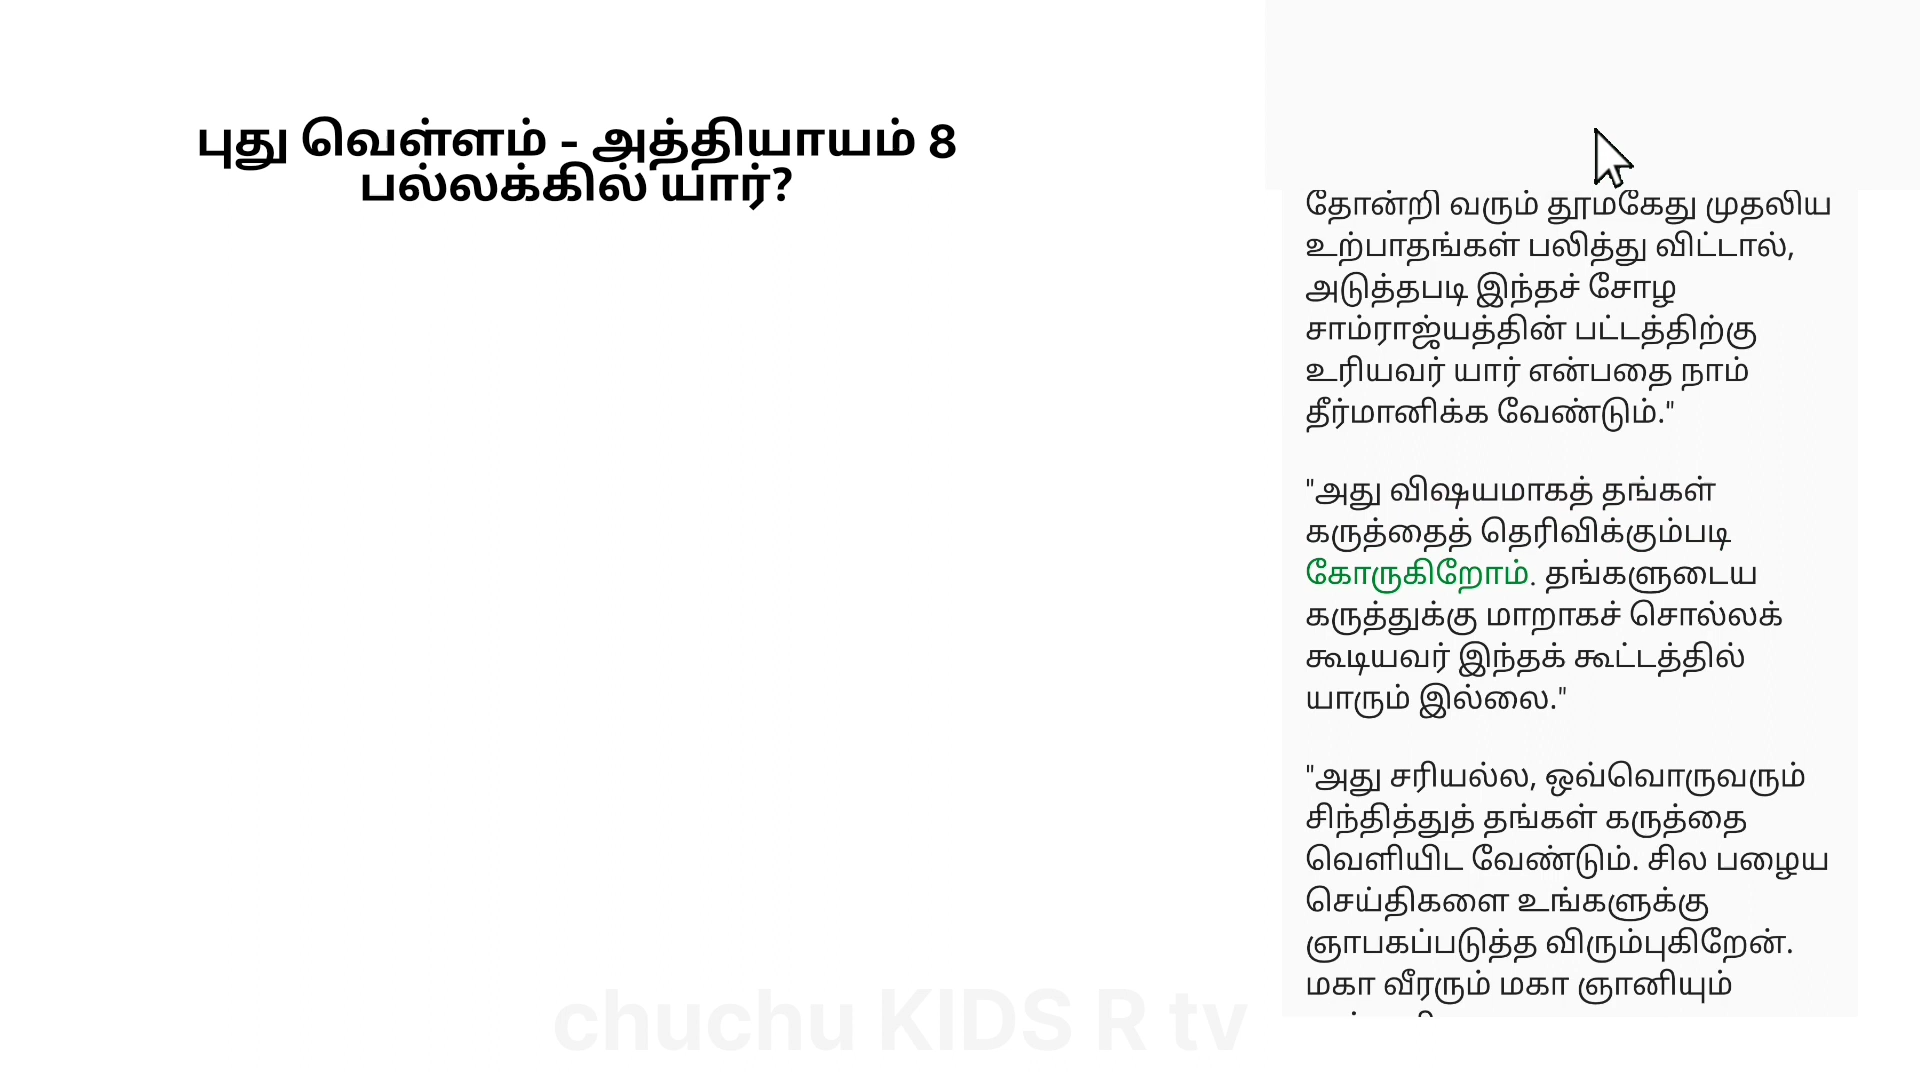 புது வெள்ளம் - அத்தியாயம் 8
பல்லக்கில் யார்?
தோன்றி வரும் தூமகேது முதலிய
உற்பாதங்கள் பலித்து விட்டால்,
அடுத்தபடி இந்தச் சோழ
சாம்ராஜ்யத்தின் பட்டத்திற்கு
உரியவர் யார் என்பதை நாம்
தீர்மானிக்க வேண்டும்."
"அது விஷயமாகத் தங்கள்
கருத்தைத் தெரிவிக்கும்படி
கோருகிறோம். தங்களுடைய
கருத்துக்கு மாறாகச் சொல்லக்
கூடியவர் இந்தக் கூட்டத்தில்
யாரும் இல்லை."
"அது சரியல்ல, ஒவ்வொருவரும்
சிந்தித்துத் தங்கள் கருத்தை
வெளியிட வேண்டும். சில பழைய
செய்திகளை உங்களுக்கு
ஞாபகப்படுத்த விரும்புகிறேன்.
மகா வீரரும் மகா ஞானியும்
chuchu KIDS R tv